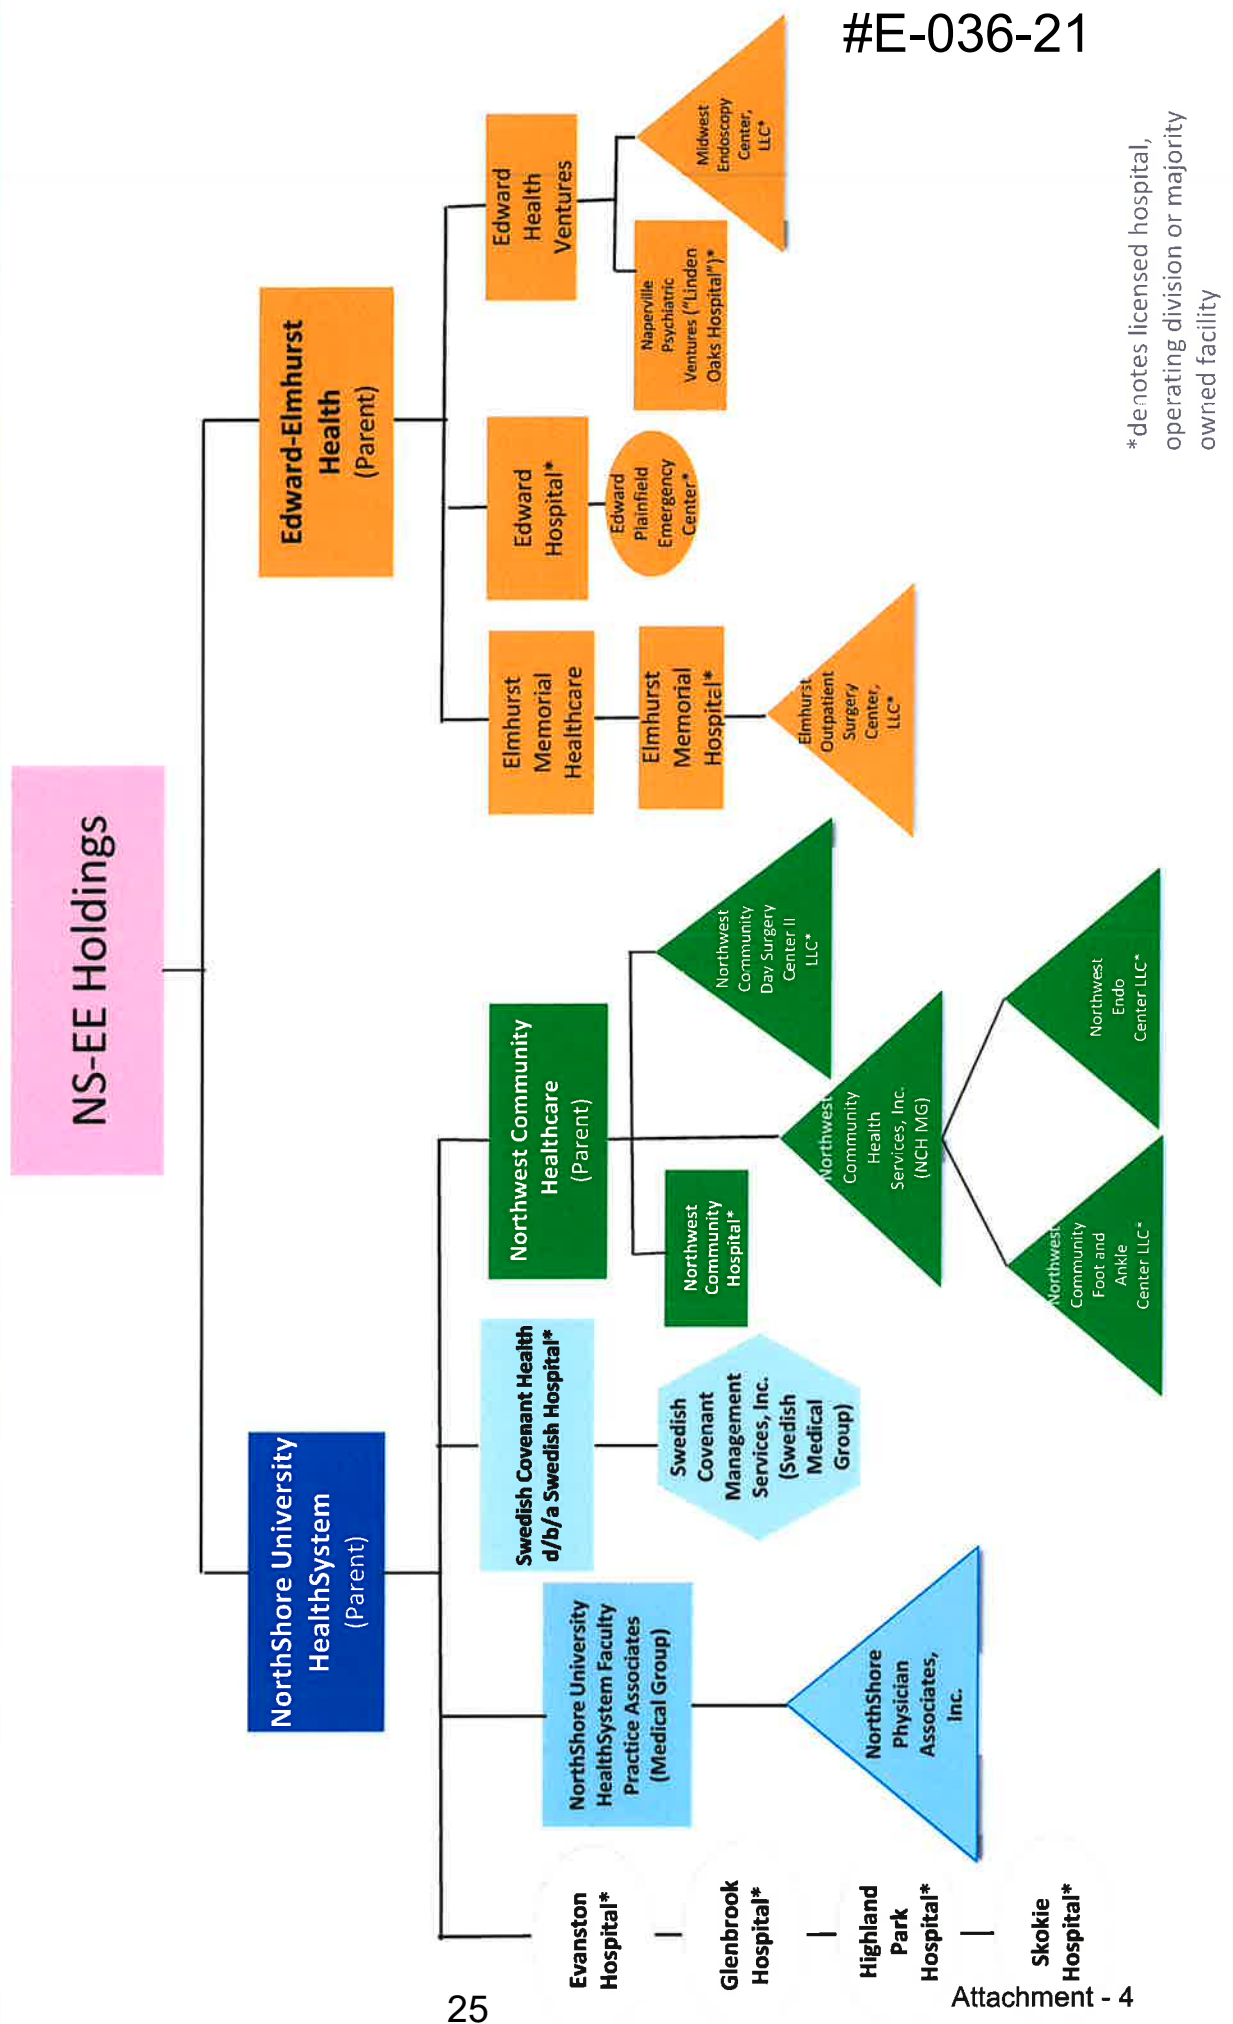 #E-036-21
NS-EE Holdings
NorthShore University
HealthSystem
(Parent)
Edward-Elmhurst
Health
(Parent)
Evanston
Hospital*
Glenbrook
Hospital*
Highland
Park
Hospital*
Skokie
Hospital*
NorthShore University
HealthSystem Faculty
Practice Associates
(Medical Group)
NorthShore
Physician
Associates,
Inc.
Swedish Covenant Health
d/b/a Swedish Hospital*
Swedish
Covenant
Management
Services, Inc.
(Swedish
Medical
Group)
Northwest Community
Healthcare
(Parent)
Northwest
Community
Hospital*
Northwest
Community
Health
Services, Inc.
(NCH MG)
Northwest
Community
Day Surgery
Center II
LLC*
Northwest
Community
Foot and
Ankle
Center LLC*
Northwest
Endo
Center LLC*
Elmhurst
Memorial
Healthcare
Elmhurst
Memorial
Hospital*
Elmhurst
Outpatient
Surgery
Center,
LLC*
Edward
Hospital*
Edward
Plainfield
Emergency
Center*
Edward
Health
Ventures
Naperville
Psychiatric
Ventures ("Linden
Oaks Hospital")*
Midwest
Endoscopy
Center,
LLC*
*denotes licensed hospital,
operating division or majority
owned facility
25
Attachment - 4